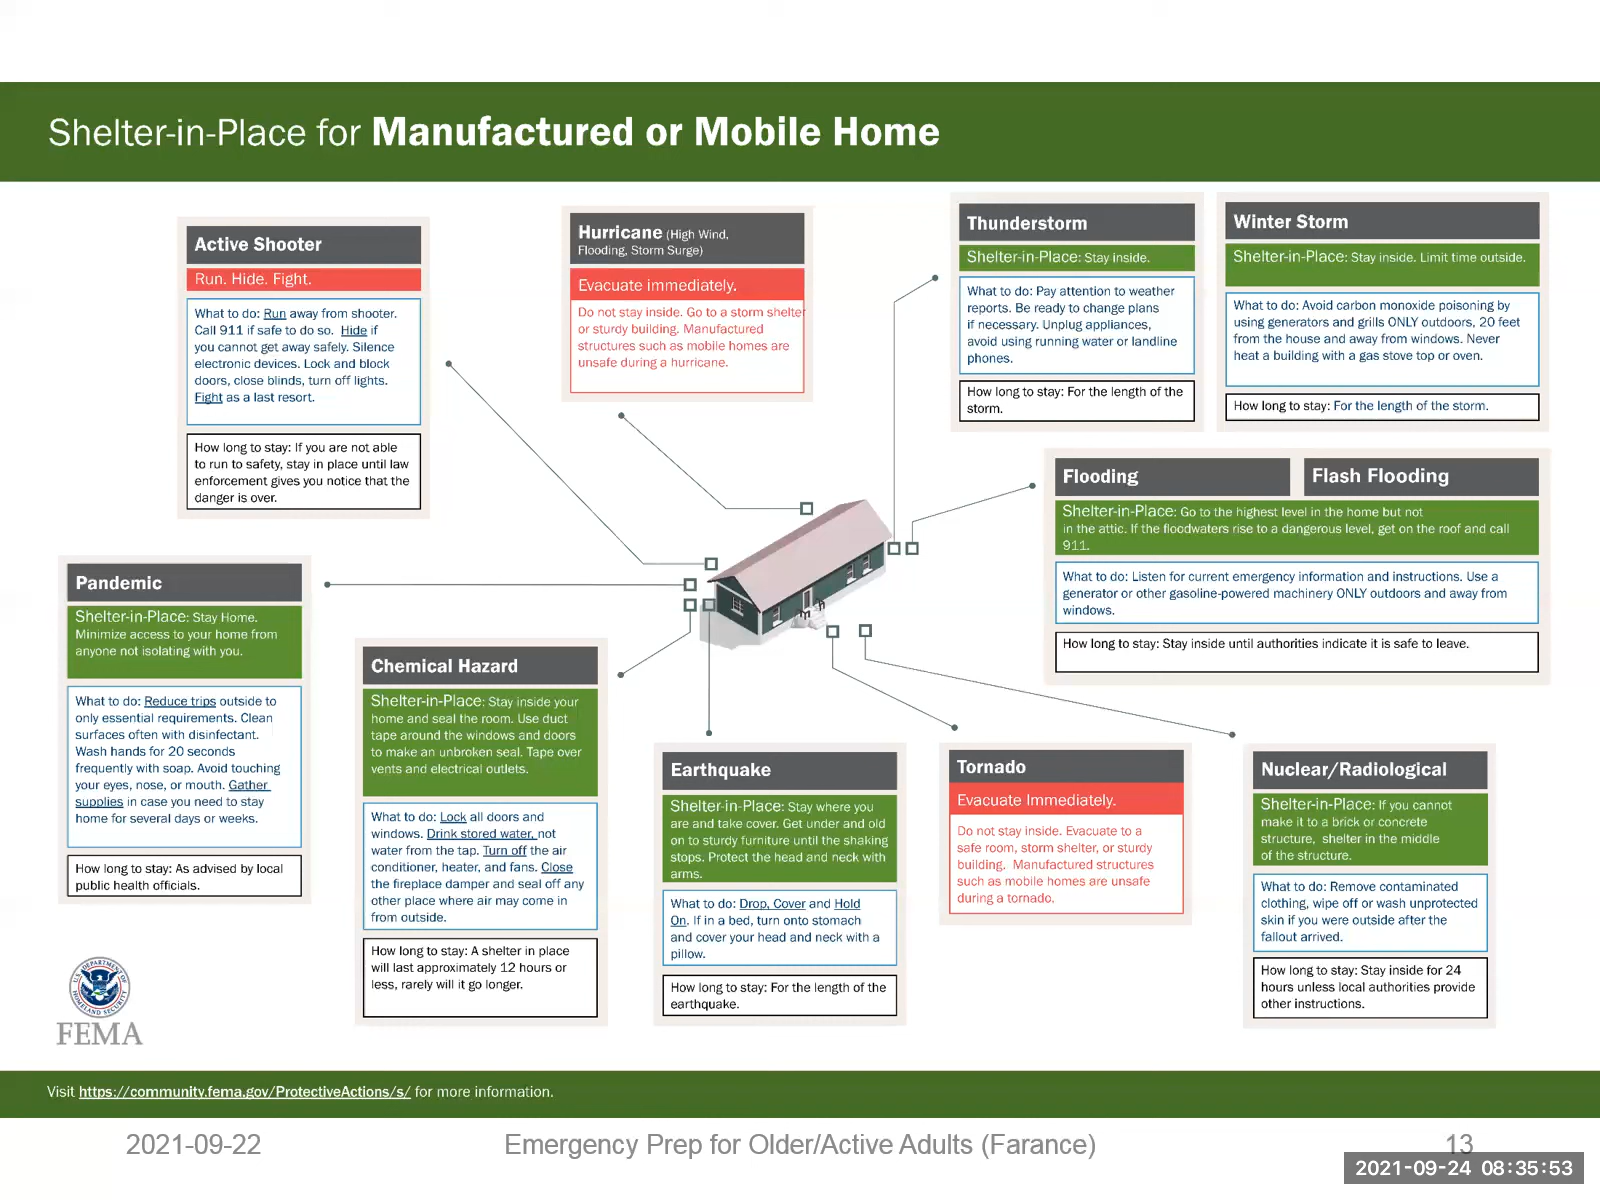 Shelter-in-Place for Manufactured or Mobile Home
Active Shooter
Run. Hide. Fight.
What to do: Run away from shooter.
Call 911 if safe to do so. Hide if
you cannot get away safely. Silence
electronic devices. Lock and block
doors, close blinds, turn off lights.
Fight as a last resort.
How long to stay: If you are not able
to run to safety, stay in place until law
enforcement gives you notice that the
danger is over.
Hurricane (High Wind,
Flooding, Storm Surge)
Evacuate immediately.
Do not stay inside. Go to a storm shelter
or sturdy building. Manufactured
structures such as mobile homes are
unsafe during a hurricane.
Thunderstorm
Shelter-in-Place: Stay inside.
What to do: Pay attention to weather
reports. Be ready to change plans
if necessary. Unplug appliances,
avoid using running water or landline
phones.
How long to stay: For the length of the
storm.
Winter Storm
Shelter-in-Place: Stay inside. Limit time outside.
What to do: Avoid carbon monoxide poisoning by
using generators and grills ONLY outdoors, 20 feet
from the house and away from windows. Never
heat a building with a gas stove top or oven.
How long to stay: For the length of the storm.
Flooding
Flash Flooding
Shelter-in-Place: Go to the highest level in the home but not
in the attic. If the floodwaters rise to a dangerous level, get on the roof and call
911.
What to do: Listen for current emergency information and instructions. Use a
generator or other gasoline-powered machinery ONLY outdoors and away from
windows.
How long to stay: Stay inside until authorities indicate it is safe to leave.
Pandemic
Shelter-in-Place: Stay Home.
Minimize access to your home from
anyone not isolating with you.
What to do: Reduce trips outside to
only essential requirements. Clean
surfaces often with disinfectant.
Wash hands for 20 seconds
frequently with soap. Avoid touching
your eyes, nose, or mouth. Gather
supplies in case you need to stay
home for several days or weeks.
How long to stay: As advised by local
public health officials.
Chemical Hazard
Shelter-in-Place: Stay inside your
home and seal the room. Use duct
tape around the windows and doors
to make an unbroken seal. Tape over
vents and electrical outlets.
What to do: Lock all doors and
windows. Drink stored water, not
water from the tap. Turn off the air
conditioner, heater, and fans. Close
the fireplace damper and seal off any
other place where air may come in
from outside.
How long to stay: A shelter in place
will last approximately 12 hours or
less, rarely will it go longer.
Earthquake
Shelter-in-Place: Stay where you
are and take cover. Get under and old
on to sturdy furniture until the shaking
stops. Protect the head and neck with
arms.
What to do: Drop, Cover and Hold
On. If in a bed, turn onto stomach
and cover your head and neck with a
pillow.
How long to stay: For the length of the
earthquake.
Tornado
Evacuate Immediately.
Do not stay inside. Evacuate to a
safe room, storm shelter, or sturdy
building. Manufactured structures
such as mobile homes are unsafe
during a tornado.
Nuclear/Radiological
Shelter-in-Place: If you cannot
make it to a brick or concrete
structure, shelter in the middle
of the structure.
What to do: Remove contaminated
clothing, wipe off or wash unprotected
skin if you were outside after the
fallout arrived.
How long to stay: Stay inside for 24
hours unless local authorities provide
other instructions.
U.S. DEPARTMENT OF HOMELAND SECURITY
FEMA
Visit https://community.fema.gov/ProtectiveActions/s/ for more information.
2021-09-22
Emergency Prep for Older/Active Adults (Farance)
13
2021-09-24 08:35:53